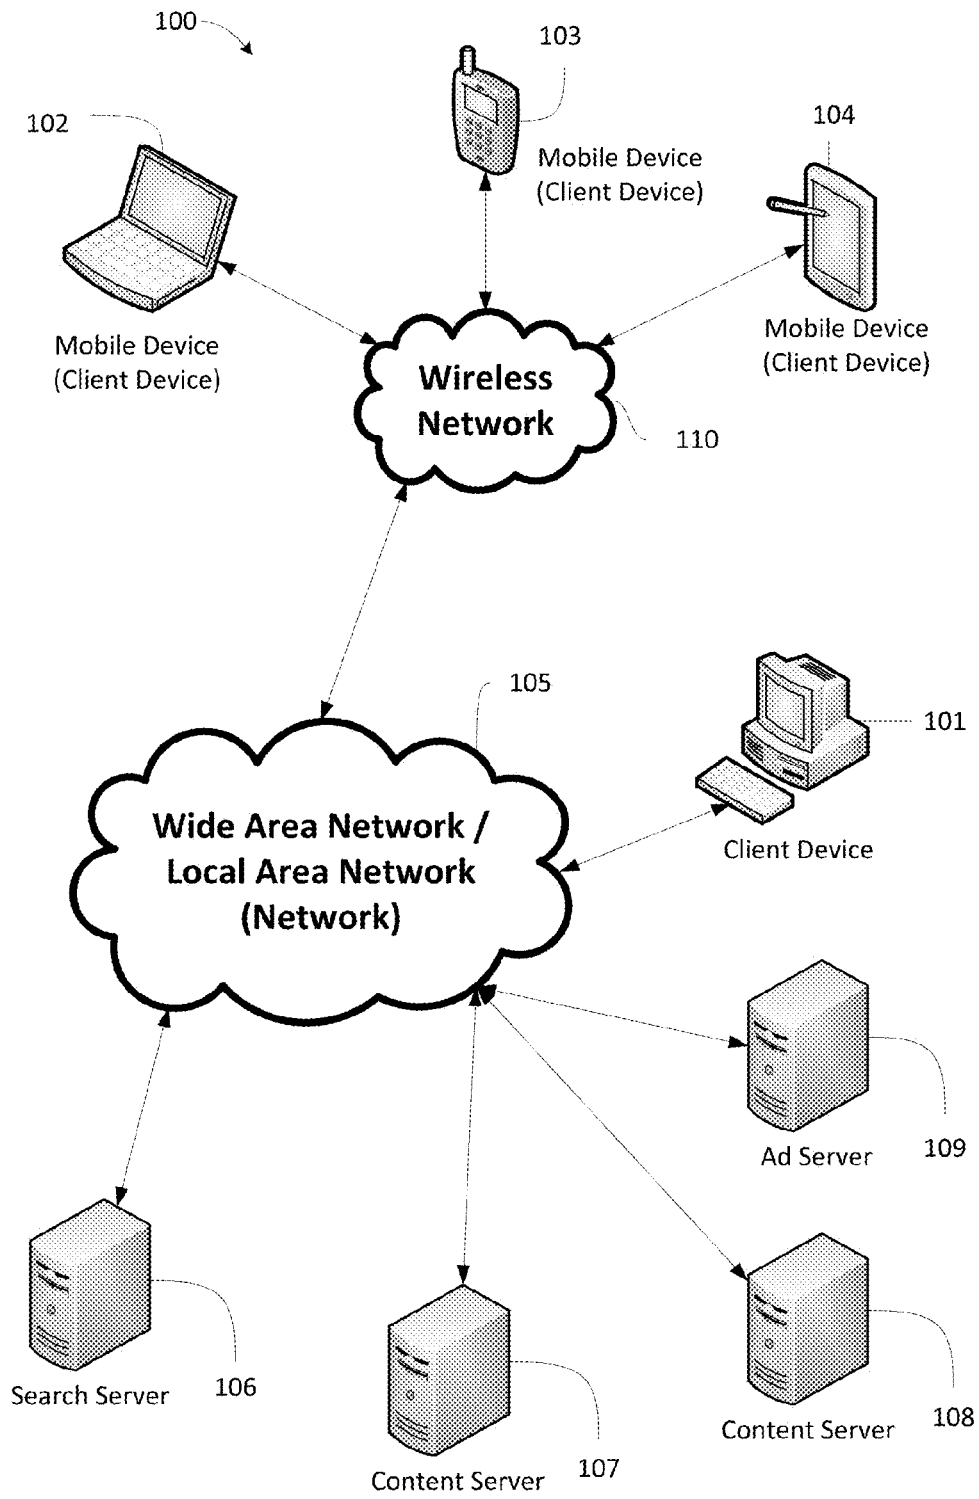 100
103
102
104
Mobile Device
(Client Device)
Mobile Device
(Client Device)
Mobile Device
(Client Device)
Wireless
Network
110
105
101
Wide Area Network /
Local Area Network
(Network)
Client Device
109
Ad Server
106
Search Server
108
Content Server
107
Content Server